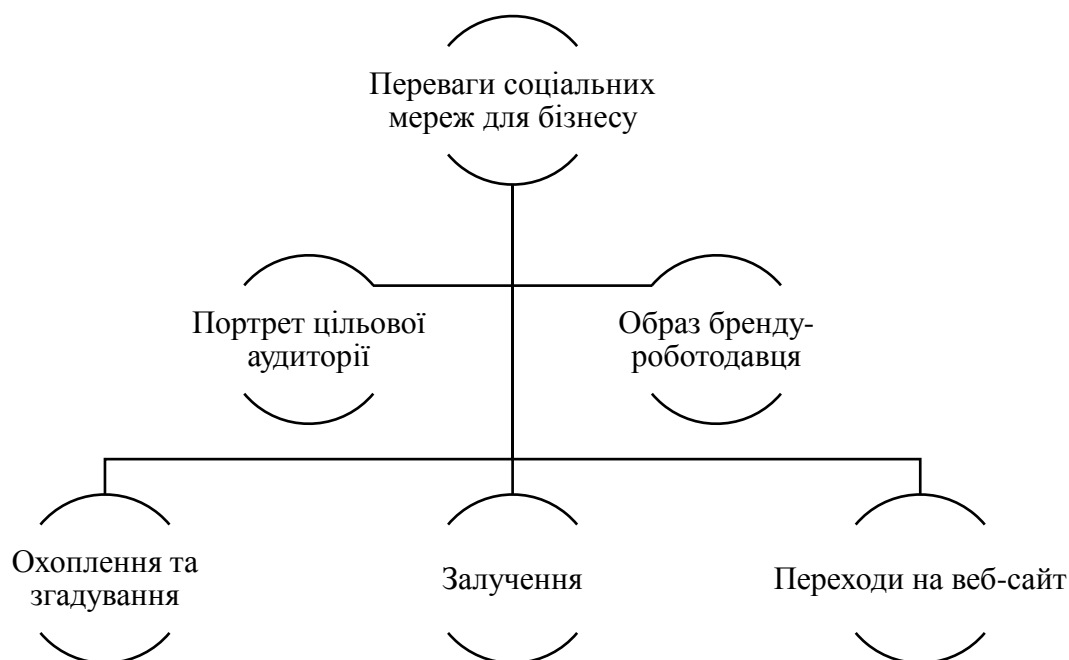 Переваги соціальних
мереж для бізнесу
Портрет цільової
аудиторії
Образ бренду-
роботодавця
Охоплення та
згадування
Залучення
Переходи на веб-сайт